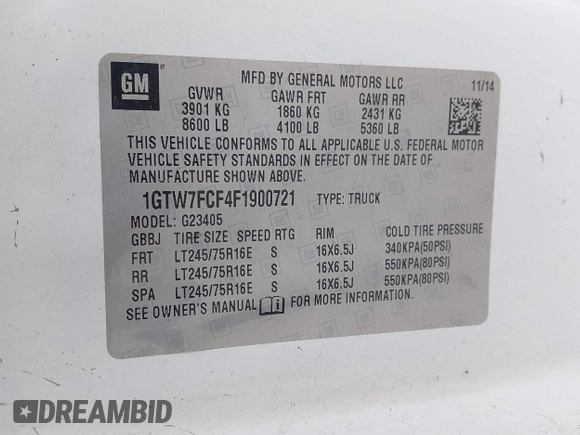 GM
MFD BY GENERAL MOTORS LLC 11/14
GVWR GAWR FRT GAWR RR
3901 KG 1860 KG 2431 KG
8600 LB 4100 LB 5360 LB
THIS VEHICLE CONFORMS TO ALL APPLICABLE U.S. FEDERAL MOTOR
VEHICLE SAFETY STANDARDS IN EFFECT ON THE DATE OF
MANUFACTURE SHOWN ABOVE.
1GTW7FCF4F1900721 TYPE: TRUCK
MODEL: G23405
GBBJ TIRE SIZE SPEED RTG RIM COLD TIRE PRESSURE
FRT LT245/75R16E S 16X6.5J 340KPA(50PSI)
RR LT245/75R16E S 16X6.5J 550KPA(80PSI)
SPA LT245/75R16E S 16X6.5J 550KPA(80PSI)
SEE OWNER'S MANUAL FOR MORE INFORMATION.
DREAMBID